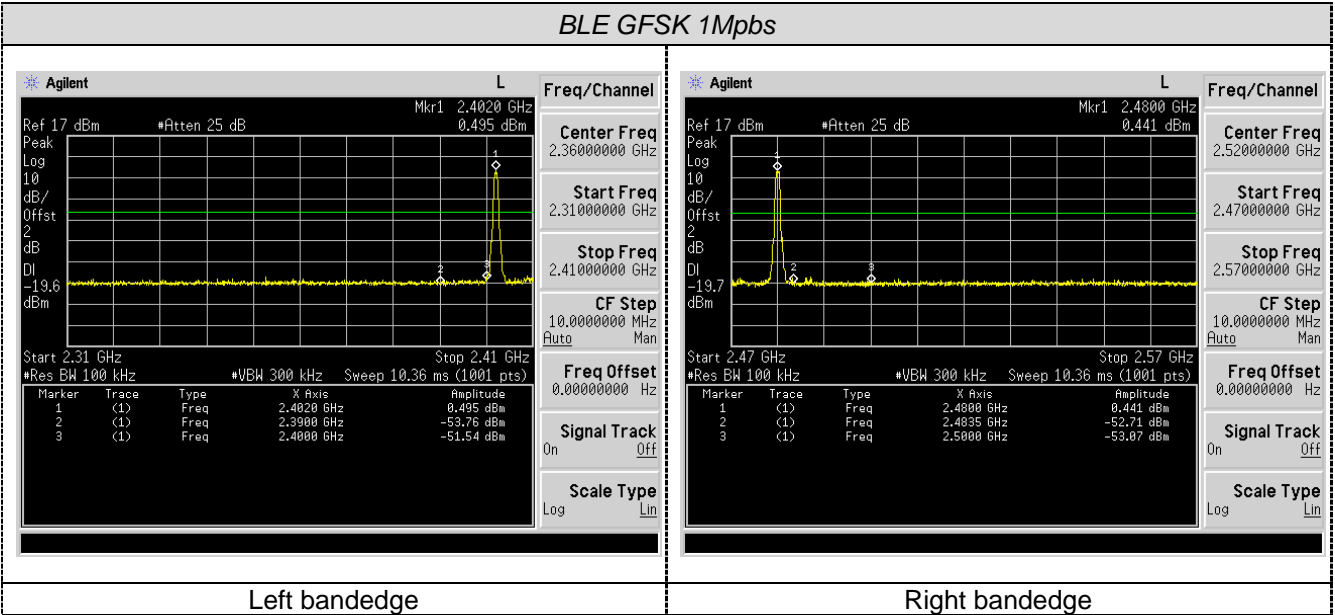 BLE GFSK 1Mpbs
Agilent L
Mkr1 2.4020 GHz
Ref 17 dBm #Atten 25 dB 0.495 dBm
Peak
Log
10
dB/
Offst
2
dB
DI
-19.6
dBm
1
2
3
Start 2.31 GHz Stop 2.41 GHz
#Res BW 100 kHz #VBW 300 kHz Sweep 10.36 ms (1001 pts)
Marker Trace Type X Axis Amplitude
1 (1) Freq 2.4020 GHz 0.495 dBm
2 (1) Freq 2.3900 GHz -53.76 dBm
3 (1) Freq 2.4000 GHz -51.54 dBm
Freq/Channel
Center Freq
2.36000000 GHz
Start Freq
2.31000000 GHz
Stop Freq
2.41000000 GHz
CF Step
10.0000000 MHz
Auto Man
Freq Offset
0.00000000 Hz
Signal Track
On Off
Scale Type
Log Lin
Agilent L
Mkr1 2.4800 GHz
Ref 17 dBm #Atten 25 dB 0.441 dBm
Peak
Log
10
dB/
Offst
2
dB
DI
-19.7
dBm
1
2
3
Start 2.47 GHz Stop 2.57 GHz
#Res BW 100 kHz #VBW 300 kHz Sweep 10.36 ms (1001 pts)
Marker Trace Type X Axis Amplitude
1 (1) Freq 2.4800 GHz 0.441 dBm
2 (1) Freq 2.4835 GHz -52.71 dBm
3 (1) Freq 2.5000 GHz -53.07 dBm
Freq/Channel
Center Freq
2.52000000 GHz
Start Freq
2.47000000 GHz
Stop Freq
2.57000000 GHz
CF Step
10.0000000 MHz
Auto Man
Freq Offset
0.00000000 Hz
Signal Track
On Off
Scale Type
Log Lin
Left bandedge
Right bandedge